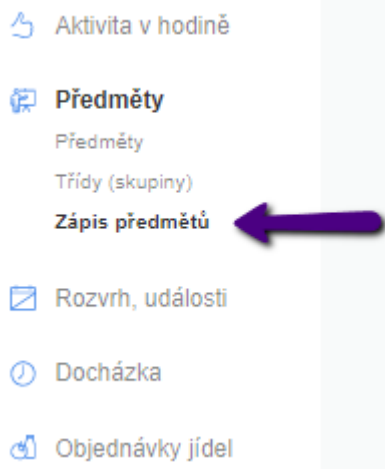 Aktivita v hodině
Předměty
Předměty
Třídy (skupiny)
Zápis předmětů
Rozvrh, události
Docházka
Objednávky jídel